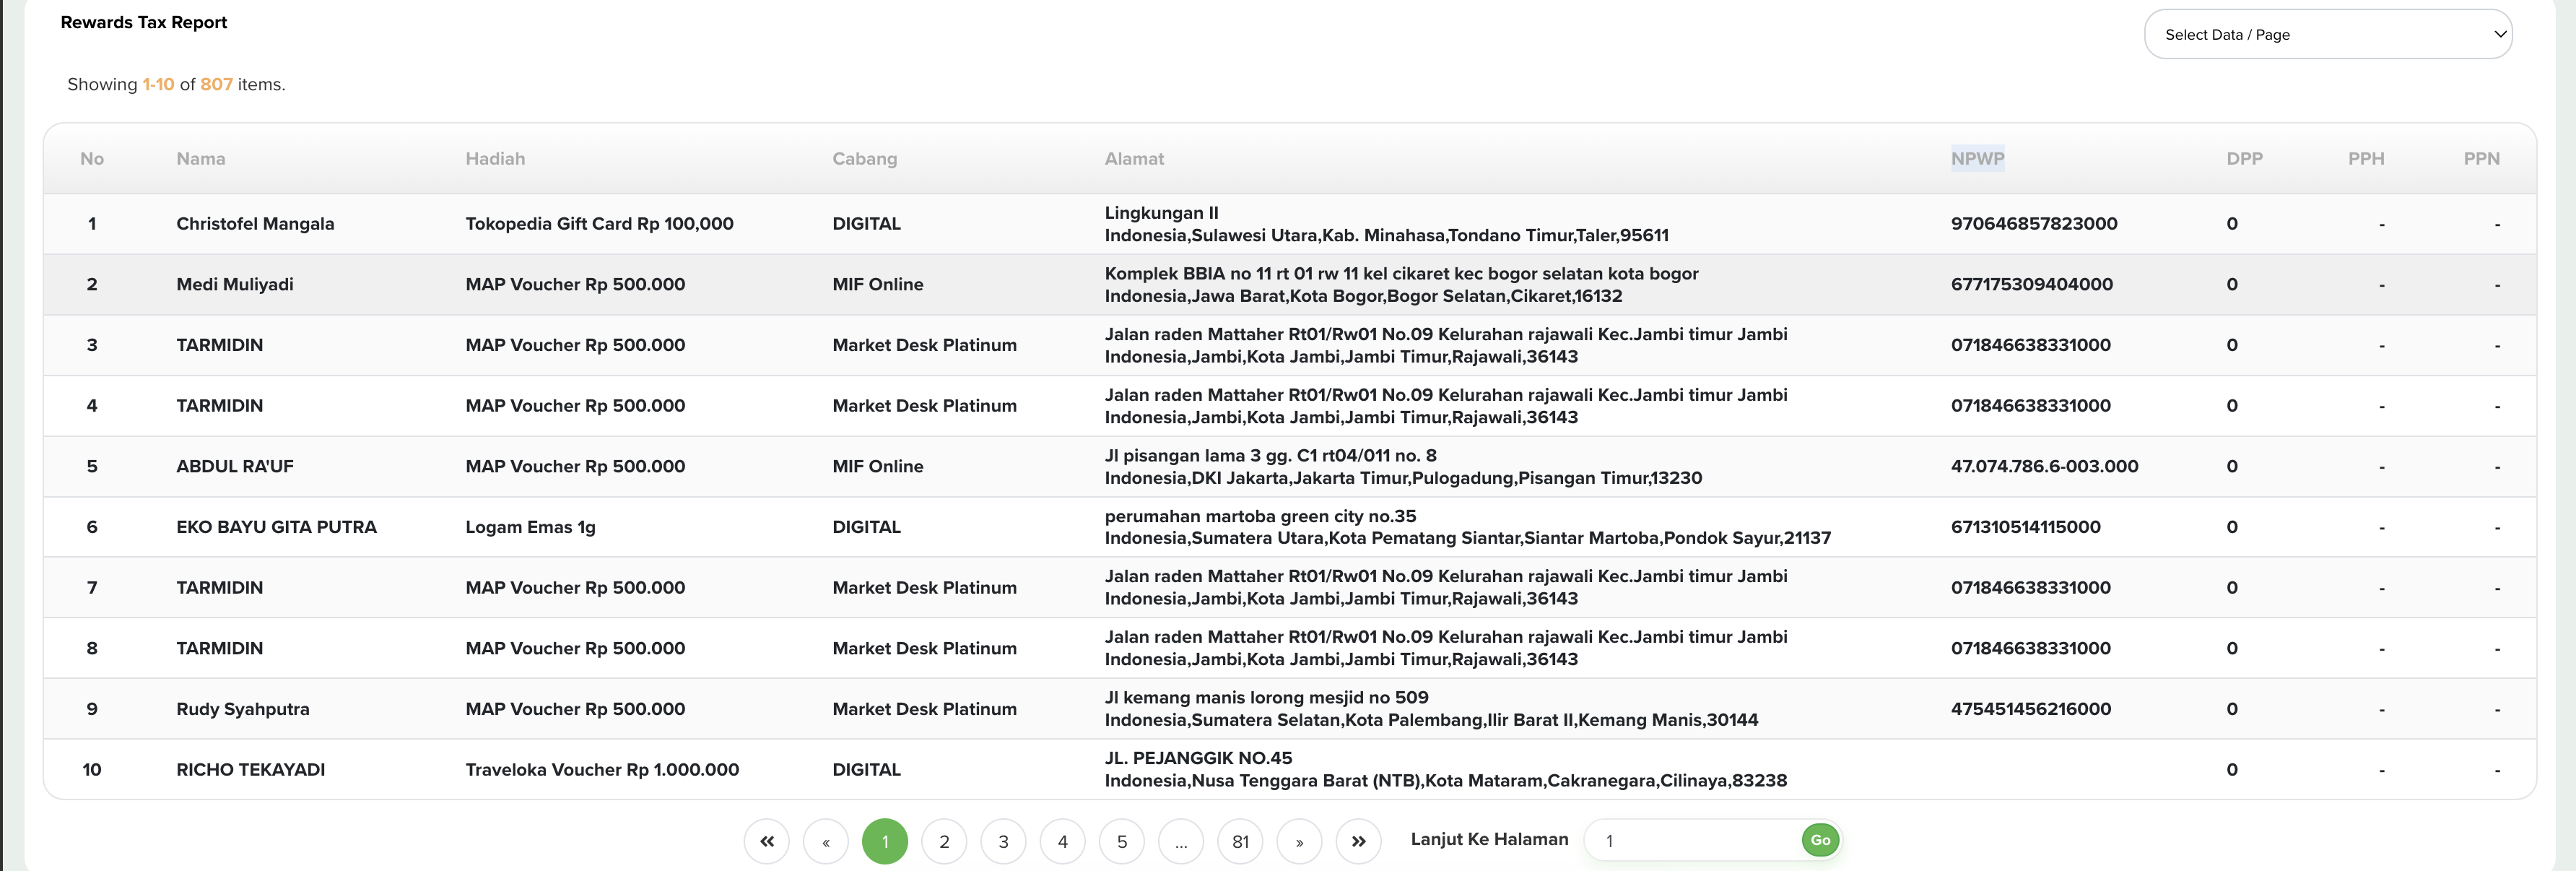 Rewards Tax Report
Select Data / Page
Showing 1-10 of 807 items.
No Nama Hadiah Cabang Alamat NPWP DPP PPH PPN
1 Christofel Mangala Tokopedia Gift Card Rp 100,000 DIGITAL Lingkungan II
Indonesia,Sulawesi Utara,Kab. Minahasa,Tondano Timur,Taler,95611 970646857823000 0 - -
2 Medi Muliyadi MAP Voucher Rp 500.000 MIF Online Komplek BBIA no 11 rt 01 rw 11 kel cikaret kec bogor selatan kota bogor
Indonesia,Jawa Barat,Kota Bogor,Bogor Selatan,Cikaret,16132 677175309404000 0 - -
3 TARMIDIN MAP Voucher Rp 500.000 Market Desk Platinum Jalan raden Mattaher Rt01/Rw01 No.09 Kelurahan rajawali Kec.Jambi timur Jambi
Indonesia,Jambi,Kota Jambi,Jambi Timur,Rajawali,36143 071846638331000 0 - -
4 TARMIDIN MAP Voucher Rp 500.000 Market Desk Platinum Jalan raden Mattaher Rt01/Rw01 No.09 Kelurahan rajawali Kec.Jambi timur Jambi
Indonesia,Jambi,Kota Jambi,Jambi Timur,Rajawali,36143 071846638331000 0 - -
5 ABDUL RA'UF MAP Voucher Rp 500.000 MIF Online Jl pisangan lama 3 gg. C1 rt04/011 no. 8
Indonesia,DKI Jakarta,Jakarta Timur,Pulogadung,Pisangan Timur,13230 47.074.786.6-003.000 0 - -
6 EKO BAYU GITA PUTRA Logam Emas 1g DIGITAL perumahan martoba green city no.35
Indonesia,Sumatera Utara,Kota Pematang Siantar,Siantar Martoba,Pondok Sayur,21137 671310514115000 0 - -
7 TARMIDIN MAP Voucher Rp 500.000 Market Desk Platinum Jalan raden Mattaher Rt01/Rw01 No.09 Kelurahan rajawali Kec.Jambi timur Jambi
Indonesia,Jambi,Kota Jambi,Jambi Timur,Rajawali,36143 071846638331000 0 - -
8 TARMIDIN MAP Voucher Rp 500.000 Market Desk Platinum Jalan raden Mattaher Rt01/Rw01 No.09 Kelurahan rajawali Kec.Jambi timur Jambi
Indonesia,Jambi,Kota Jambi,Jambi Timur,Rajawali,36143 071846638331000 0 - -
9 Rudy Syahputra MAP Voucher Rp 500.000 Market Desk Platinum Jl kemang manis lorong mesjid no 509
Indonesia,Sumatera Selatan,Kota Palembang,Ilir Barat II,Kemang Manis,30144 475451456216000 0 - -
10 RICHO TEKAYADI Traveloka Voucher Rp 1.000.000 DIGITAL JL. PEJANGGIK NO.45
Indonesia,Nusa Tenggara Barat (NTB),Kota Mataram,Cakranegara,Cilinaya,83238 0 - -
« « 1 2 3 4 5 ... 81 » » Lanjut Ke Halaman 1 Go